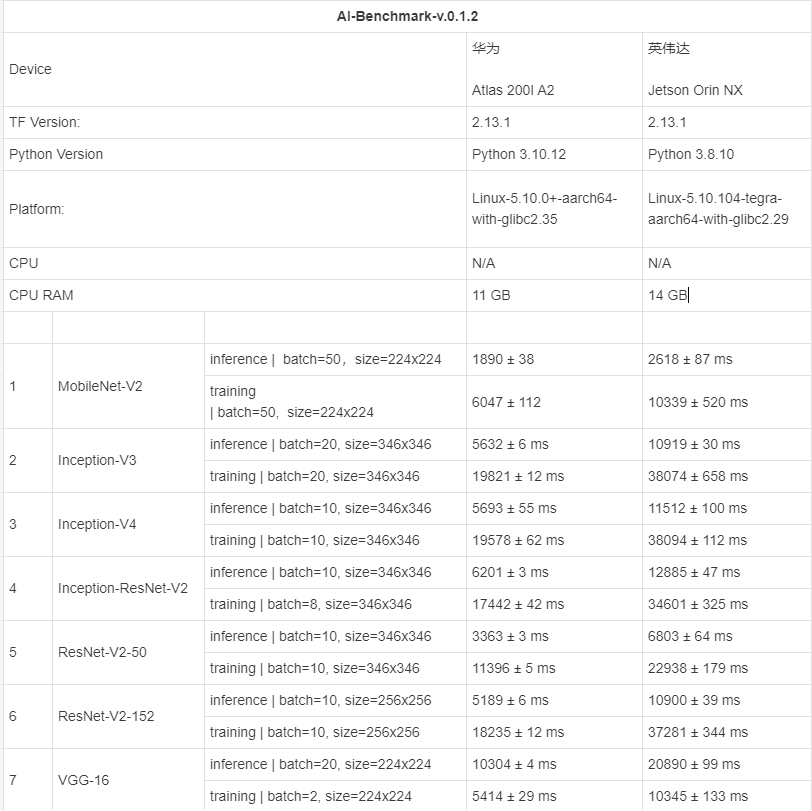 AI-Benchmark-v.0.1.2
Device
华为
Atlas 200I A2
英伟达
Jetson Orin NX
TF Version:
2.13.1
2.13.1
Python Version
Python 3.10.12
Python 3.8.10
Platform:
Linux-5.10.0+-aarch64-
with-glibc2.35
Linux-5.10.104-tegra-
aarch64-with-glibc2.29
CPU
N/A
N/A
CPU RAM
11 GB
14 GB
1
MobileNet-V2
inference | batch=50，size=224x224
1890 ± 38
2618 ± 87 ms
training
| batch=50, size=224x224
6047 ± 112
10339 ± 520 ms
2
Inception-V3
inference | batch=20, size=346x346
5632 ± 6 ms
10919 ± 30 ms
training | batch=20, size=346x346
19821 ± 12 ms
38074 ± 658 ms
3
Inception-V4
inference | batch=10, size=346x346
5693 ± 55 ms
11512 ± 100 ms
training | batch=10, size=346x346
19578 ± 62 ms
38094 ± 112 ms
4
Inception-ResNet-V2
inference | batch=10, size=346x346
6201 ± 3 ms
12885 ± 47 ms
training | batch=8, size=346x346
17442 ± 42 ms
34601 ± 325 ms
5
ResNet-V2-50
inference | batch=10, size=346x346
3363 ± 3 ms
6803 ± 64 ms
training | batch=10, size=346x346
11396 ± 5 ms
22938 ± 179 ms
6
ResNet-V2-152
inference | batch=10, size=256x256
5189 ± 6 ms
10900 ± 39 ms
training | batch=10, size=256x256
18235 ± 12 ms
37281 ± 344 ms
7
VGG-16
inference | batch=20, size=224x224
10304 ± 4 ms
20890 ± 99 ms
training | batch=2, size=224x224
5414 ± 29 ms
10345 ± 133 ms